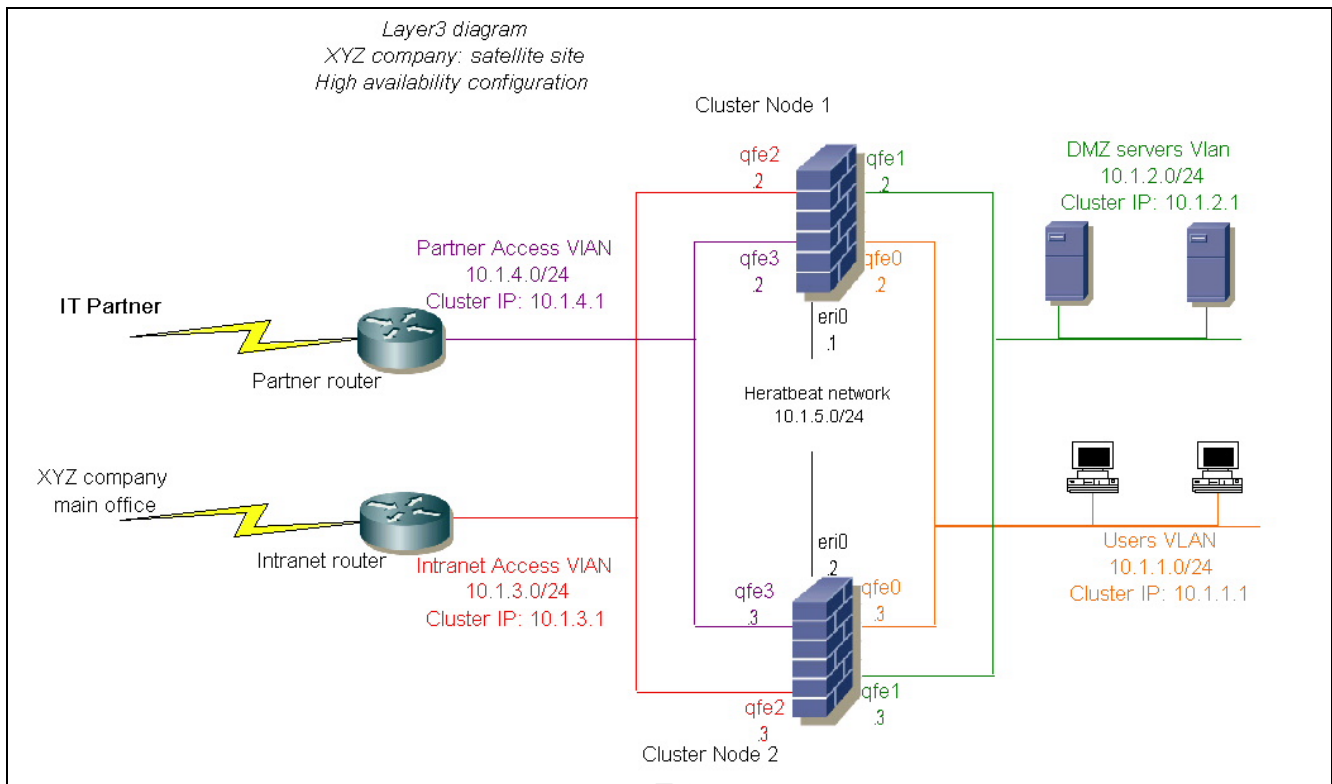 Layer3 diagram
XYZ company: satellite site
High availability configuration
Cluster Node 1
qfe2
.2
qfe1
.2
DMZ servers Vlan
10.1.2.0/24
Cluster IP: 10.1.2.1
Partner Access VlAN
10.1.4.0/24
Cluster IP: 10.1.4.1
qfe3
.2
qfe0
.2
IT Partner
Partner router
eri0
.1
Heratbeat network
10.1.5.0/24
XYZ company
main office
Intranet router
Intranet Access VlAN
10.1.3.0/24
Cluster IP: 10.1.3.1
eri0
.2
qfe3
.3
qfe0
.3
Users VLAN
10.1.1.0/24
Cluster IP: 10.1.1.1
qfe2
.3
qfe1
.3
Cluster Node 2